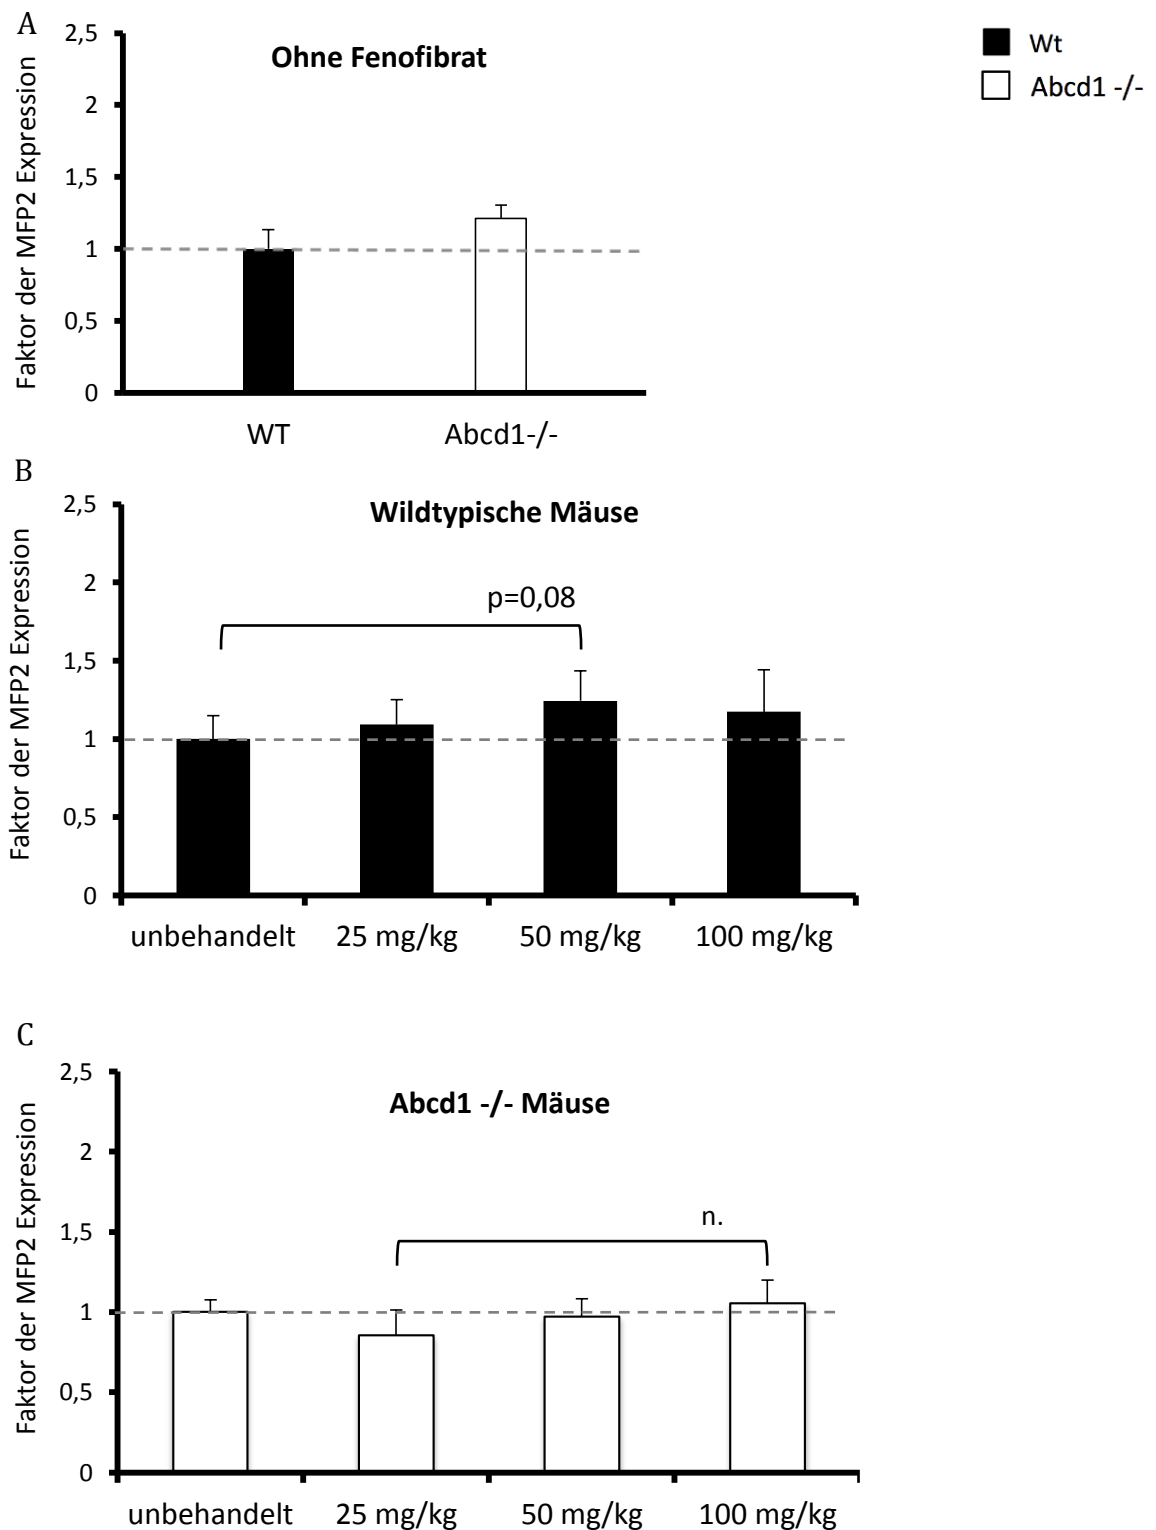 A
Ohne Fenofibrat
Wt
Abcd1 -/-
Faktor der MFP2 Expression
2,5
2
1,5
1
0,5
0
WT
Abcd1-/-
B
Wildtypische Mäuse
Faktor der MFP2 Expression
2,5
2
1,5
1
0,5
0
p=0,08
unbehandelt
25 mg/kg
50 mg/kg
100 mg/kg
C
Abcd1 -/- Mäuse
Faktor der MFP2 Expression
2,5
2
1,5
1
0,5
0
n.
unbehandelt
25 mg/kg
50 mg/kg
100 mg/kg